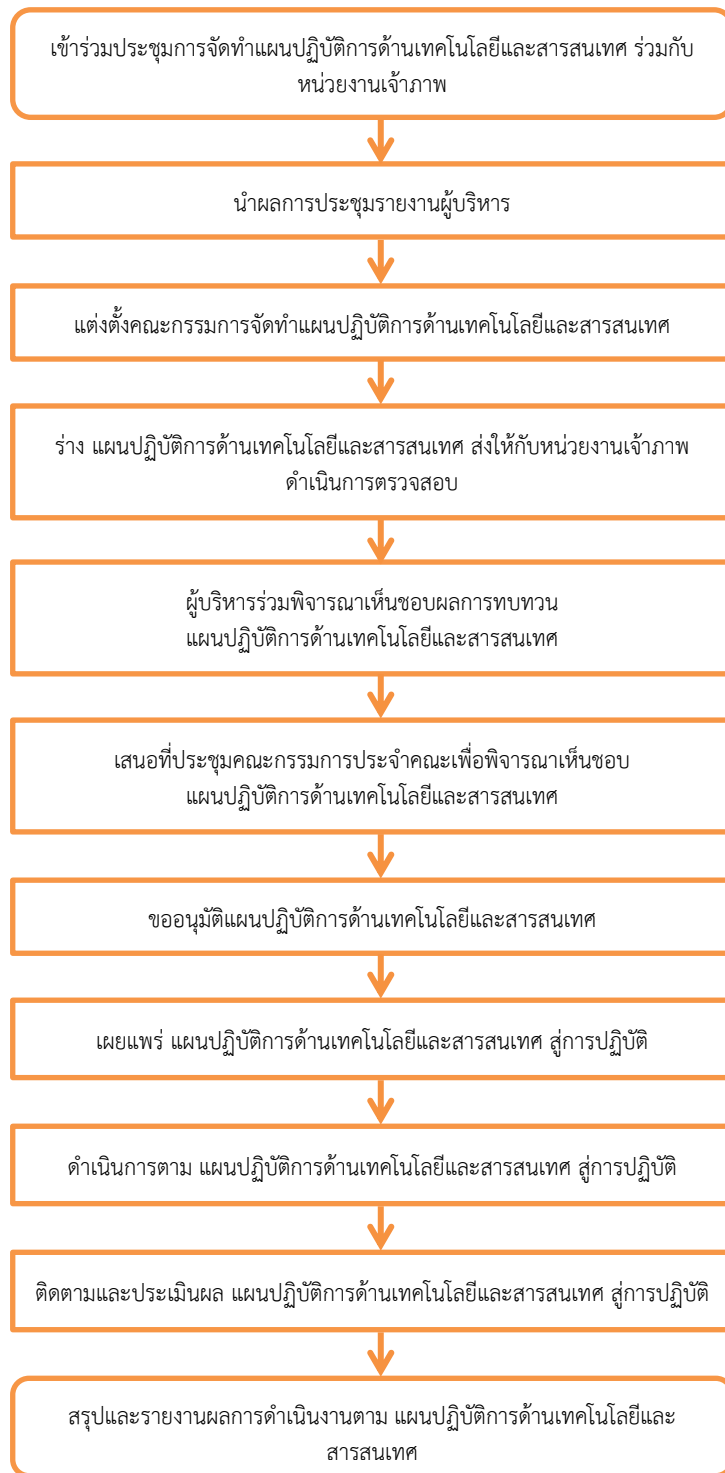 เข้าร่วมประชุมการจัดทำแผนปฏิบัติการด้านเทคโนโลยีและสารสนเทศ ร่วมกับ
หน่วยงานเจ้าภาพ
นำผลการประชุมรายงานผู้บริหาร
แต่งตั้งคณะกรรมการจัดทำแผนปฏิบัติการด้านเทคโนโลยีและสารสนเทศ
ร่าง แผนปฏิบัติการด้านเทคโนโลยีและสารสนเทศ ส่งให้กับหน่วยงานเจ้าภาพ
ดำเนินการตรวจสอบ
ผู้บริหารร่วมพิจารณาเห็นชอบผลการทบทวน
แผนปฏิบัติการด้านเทคโนโลยีและสารสนเทศ
เสนอที่ประชุมคณะกรรมการประจำคณะเพื่อพิจารณาเห็นชอบ
แผนปฏิบัติการด้านเทคโนโลยีและสารสนเทศ
ขออนุมัติแผนปฏิบัติการด้านเทคโนโลยีและสารสนเทศ
เผยแพร่ แผนปฏิบัติการด้านเทคโนโลยีและสารสนเทศ สู่การปฏิบัติ
ดำเนินการตาม แผนปฏิบัติการด้านเทคโนโลยีและสารสนเทศ สู่การปฏิบัติ
ติดตามและประเมินผล แผนปฏิบัติการด้านเทคโนโลยีและสารสนเทศ สู่การปฏิบัติ
สรุปและรายงานผลการดำเนินงานตาม แผนปฏิบัติการด้านเทคโนโลยีและ
สารสนเทศ